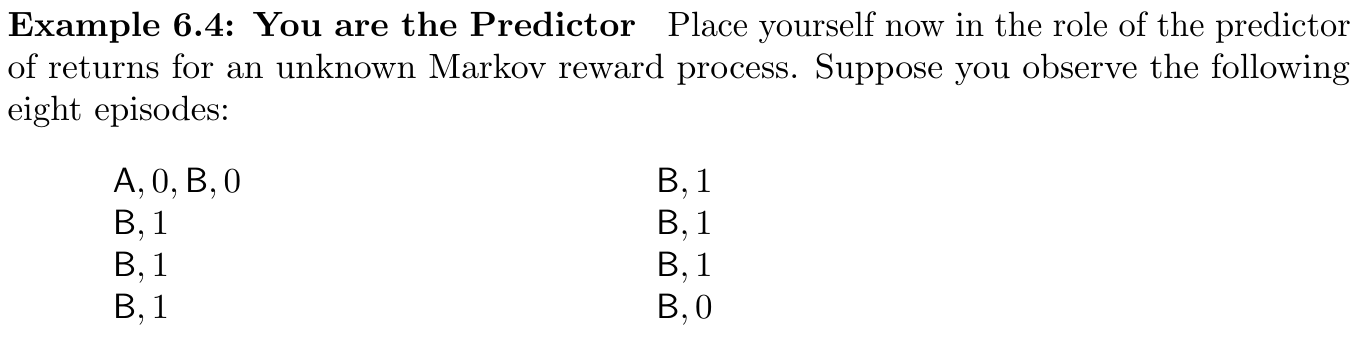 Example 6.4: You are the Predictor Place yourself now in the role of the predictor
of returns for an unknown Markov reward process. Suppose you observe the following
eight episodes:
A, 0, B, 0
B, 1
B, 1
B, 1
B, 1
B, 1
B, 1
B, 0